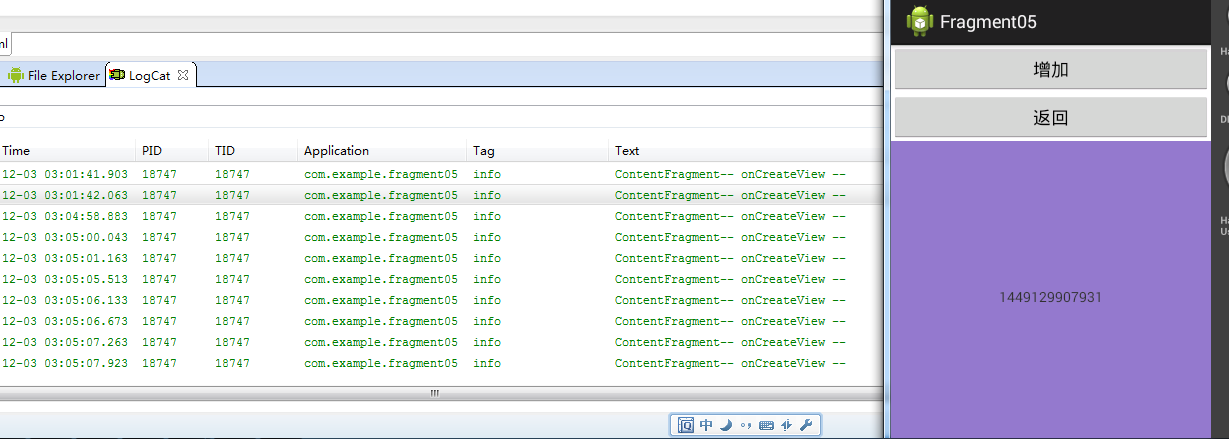 ml
File Explorer
LogCat
o
Time PID TID Application Tag Text
12-03 03:01:41.903 18747 18747 com.example.fragment05 info ContentFragment-- onCreateView --
12-03 03:01:42.063 18747 18747 com.example.fragment05 info ContentFragment-- onCreateView --
12-03 03:04:58.883 18747 18747 com.example.fragment05 info ContentFragment-- onCreateView --
12-03 03:05:00.043 18747 18747 com.example.fragment05 info ContentFragment-- onCreateView --
12-03 03:05:01.163 18747 18747 com.example.fragment05 info ContentFragment-- onCreateView --
12-03 03:05:05.513 18747 18747 com.example.fragment05 info ContentFragment-- onCreateView --
12-03 03:05:06.133 18747 18747 com.example.fragment05 info ContentFragment-- onCreateView --
12-03 03:05:06.673 18747 18747 com.example.fragment05 info ContentFragment-- onCreateView --
12-03 03:05:07.263 18747 18747 com.example.fragment05 info ContentFragment-- onCreateView --
12-03 03:05:07.923 18747 18747 com.example.fragment05 info ContentFragment-- onCreateView --
中
Fragment05
增加
返回
1449129907931